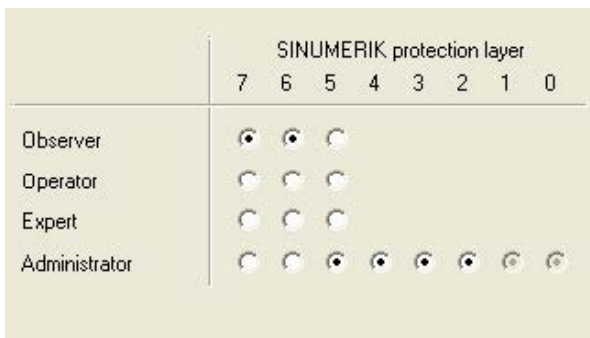 SINUMERIK protection layer
7 6 5 4 3 2 1 0
Observer
Operator
Expert
Administrator